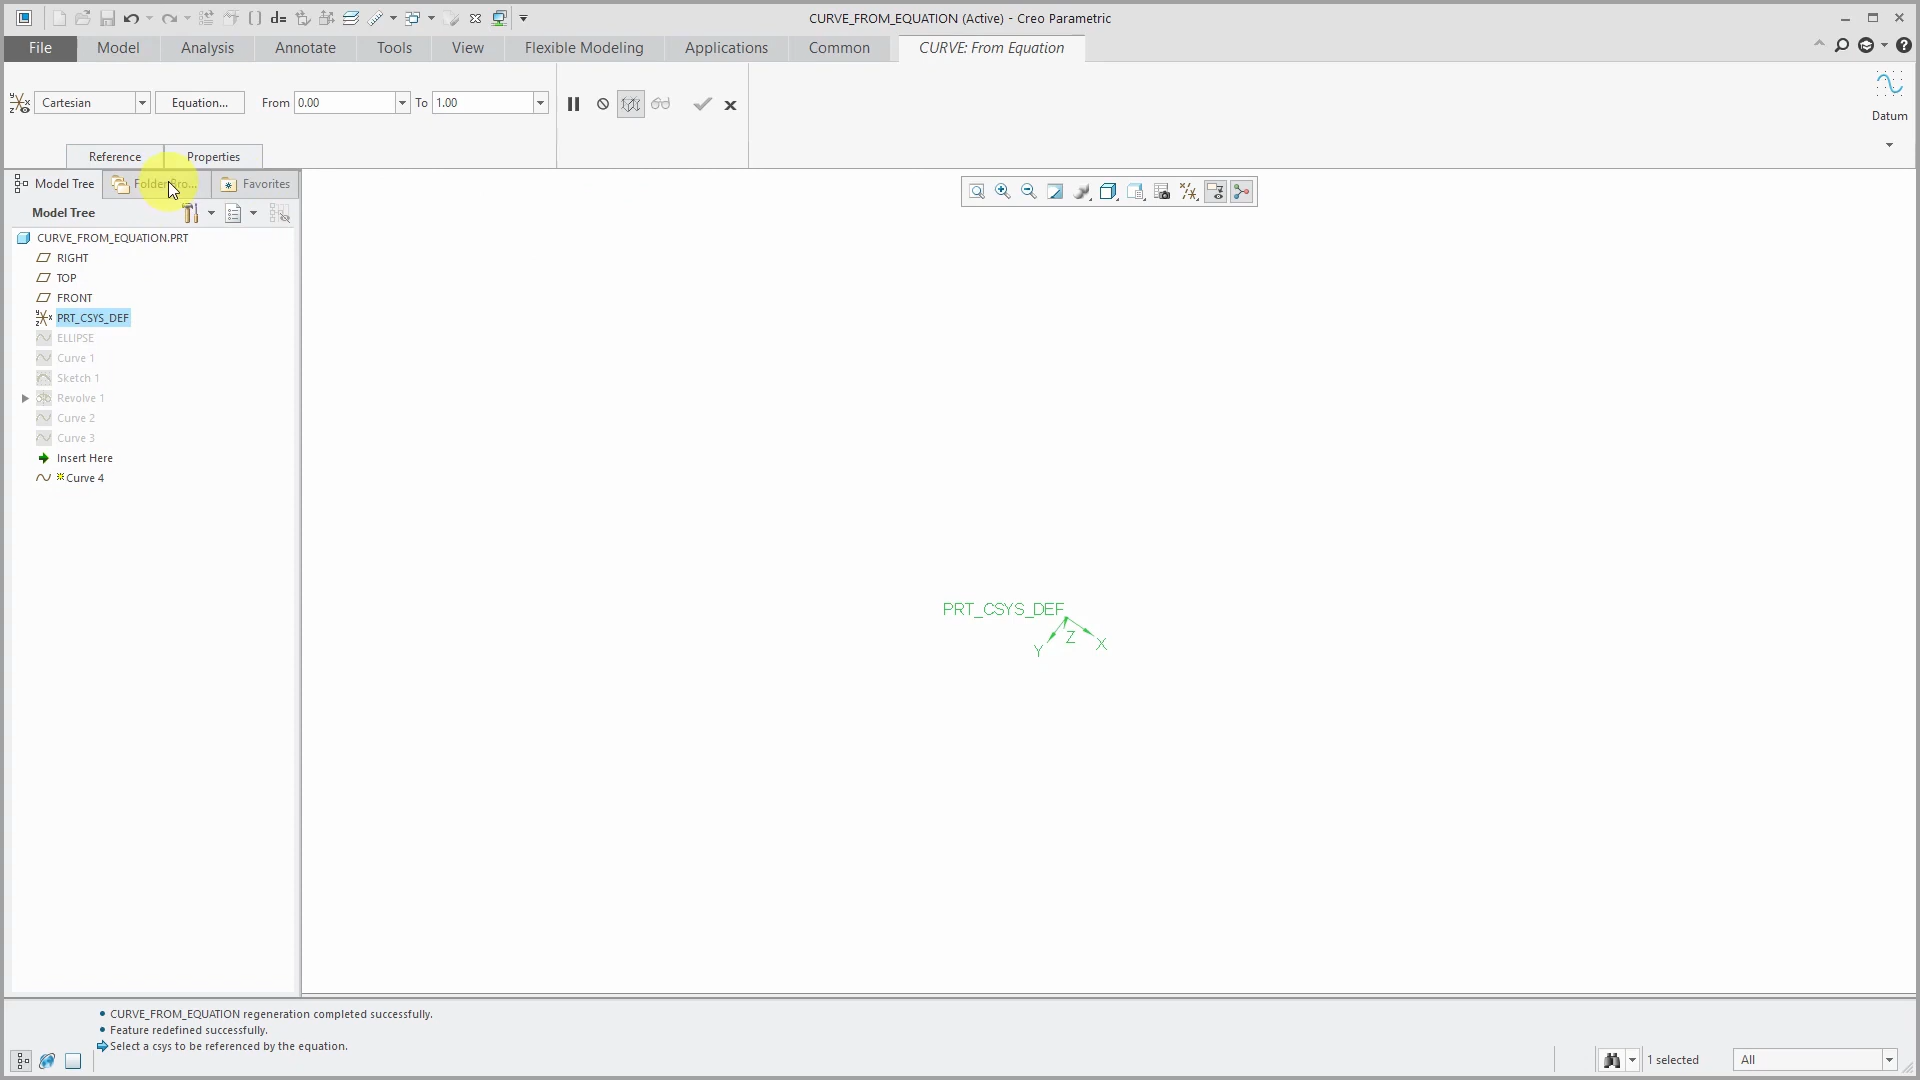 CURVE_FROM_EQUATION (Active) - Creo Parametric
File Model Analysis Annotate Tools View Flexible Modeling Applications Common CURVE: From Equation
Cartesian Equation... From 0.00 To 1.00
Datum
Reference Properties
Model Tree Folder Bro... Favorites
Model Tree
CURVE_FROM_EQUATION.PRT
RIGHT
TOP
FRONT
PRT_CSYS_DEF
ELLIPSE
Curve 1
Sketch 1
Revolve 1
Curve 2
Curve 3
Insert Here
Curve 4
PRT_CSYS_DEF
Z
X
Y
CURVE_FROM_EQUATION regeneration completed successfully.
Feature redefined successfully.
Select a csys to be referenced by the equation.
1 selected All